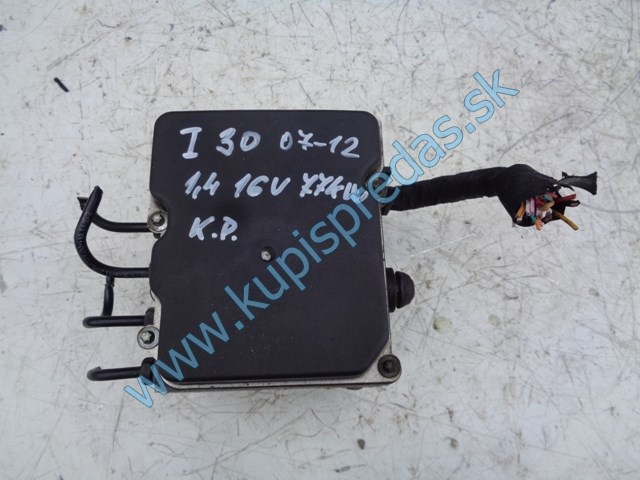 I 30 07-12
1,4 16V 77kW
K.P.
www.kupispredas.sk